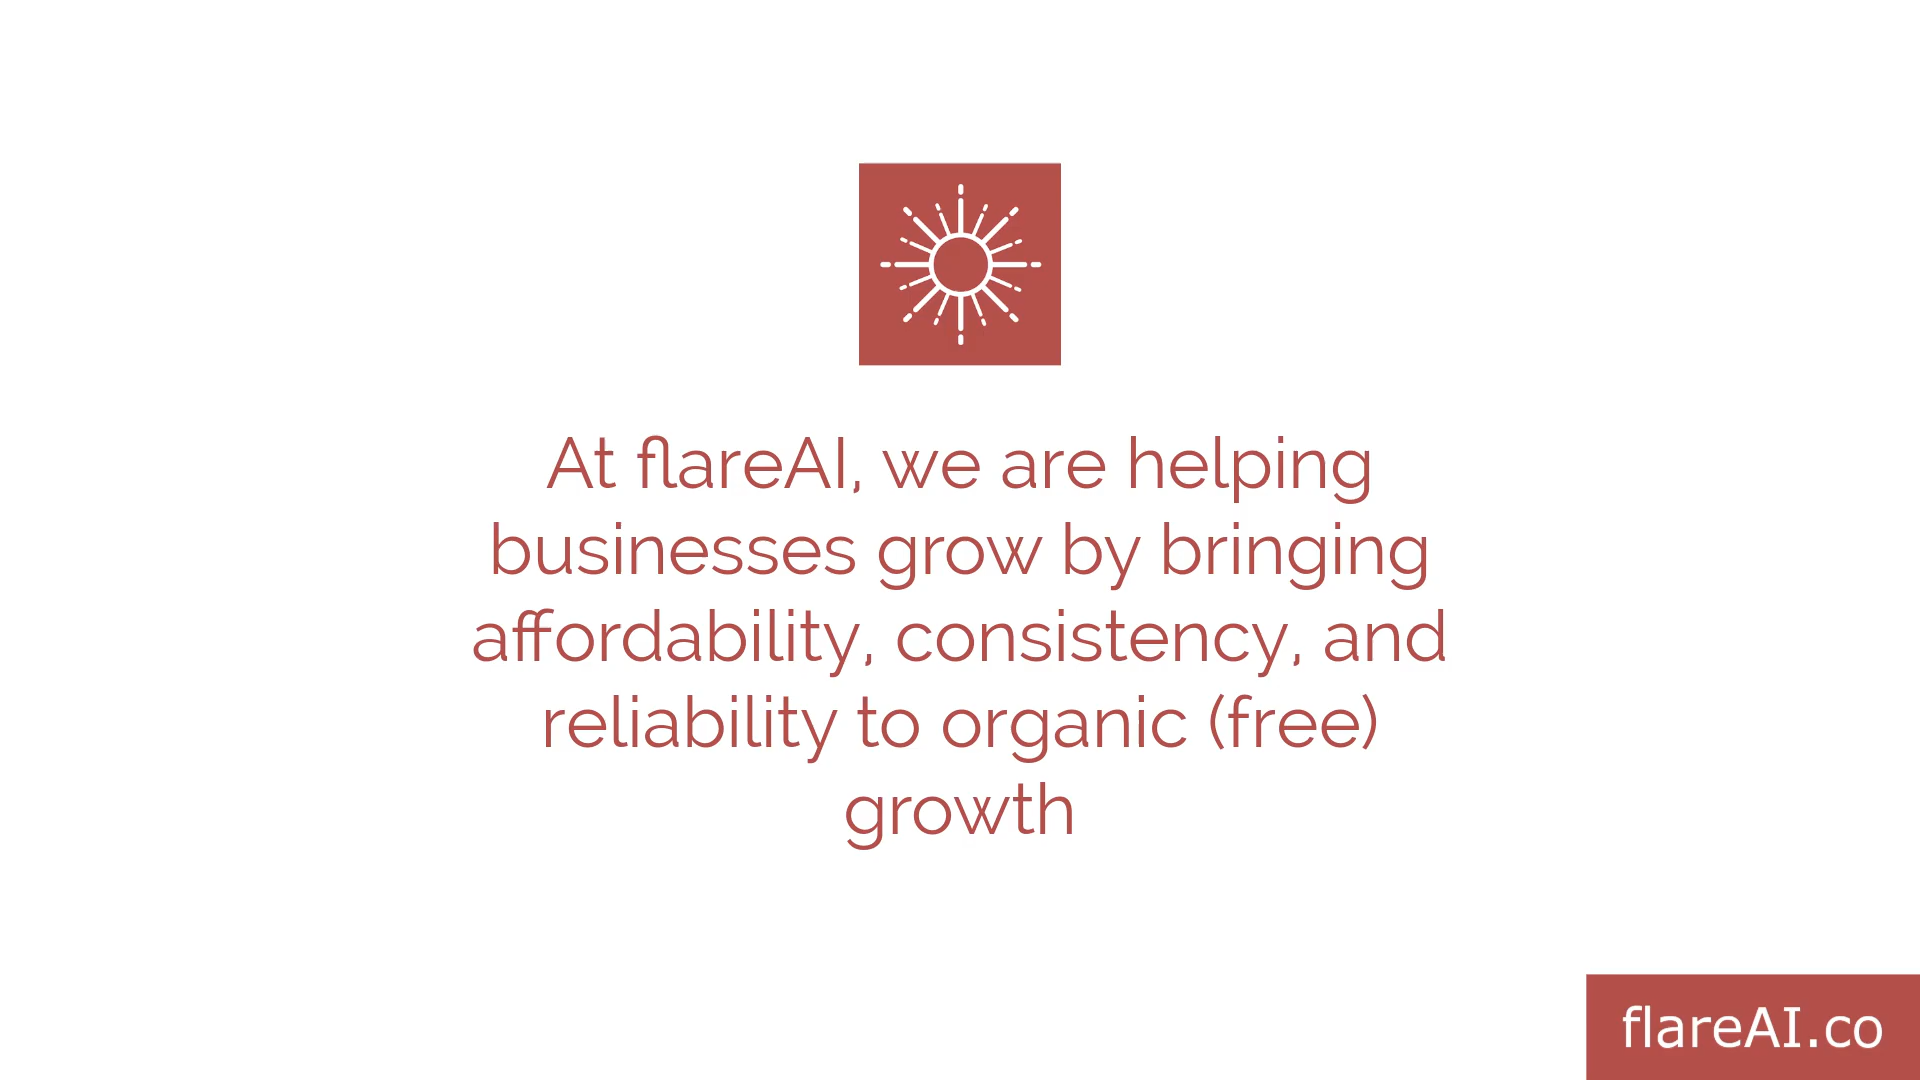 At flareAI, we are helping
businesses grow by bringing
affordability, consistency, and
reliability to organic (free)
growth
flareAI.co